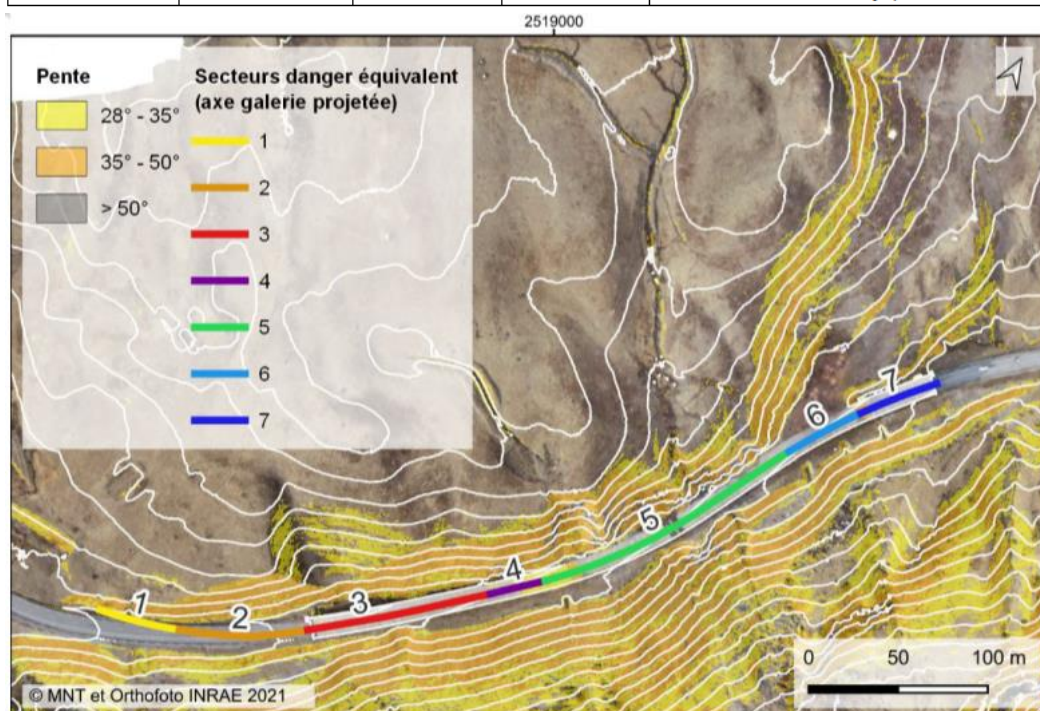 2519000
Pente
28° - 35°
35° - 50°
> 50°
Secteurs danger équivalent
(axe galerie projetée)
1
2
3
4
5
6
7
1
2
3
4
5
6
7
0 50 100 m
© MNT et Orthofoto INRAE 2021